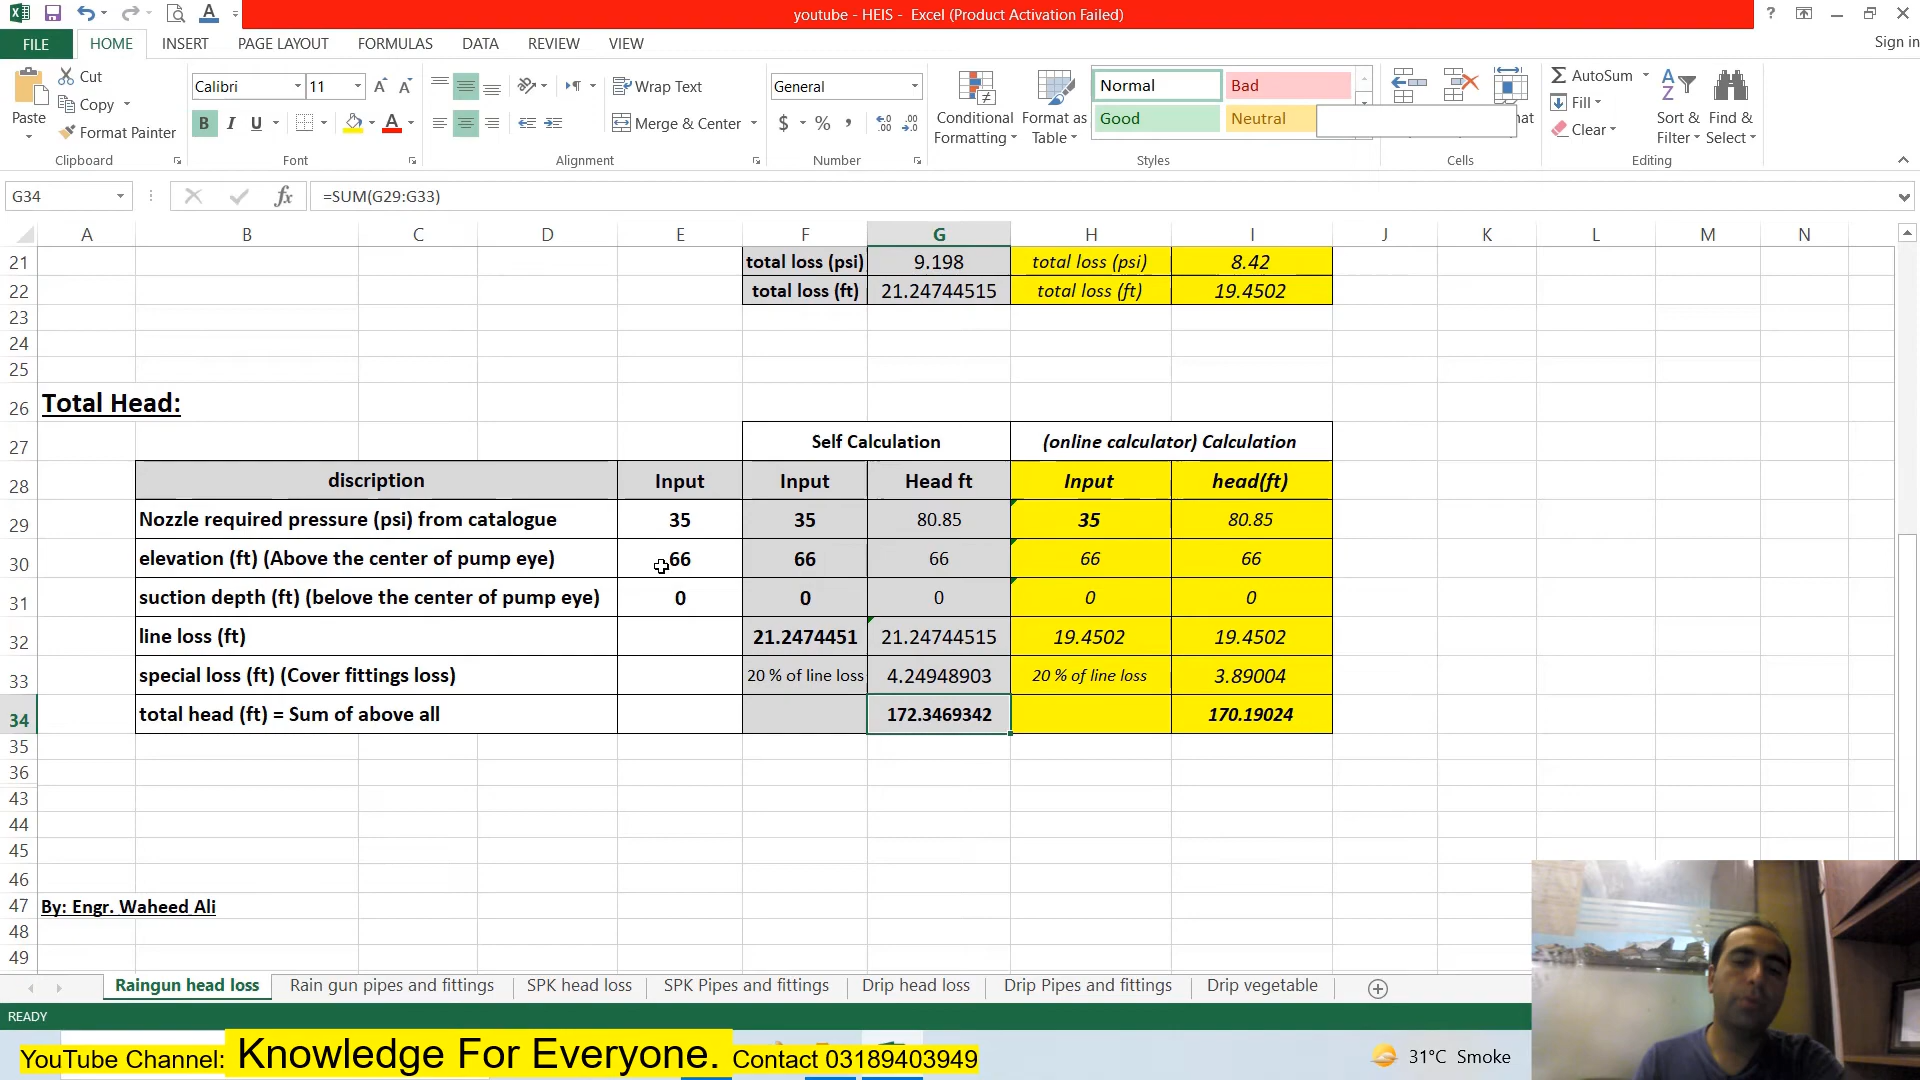 youtube - HEIS - Excel (Product Activation Failed)
Sign in
FILE HOME INSERT PAGE LAYOUT FORMULAS DATA REVIEW VIEW
Paste
Cut
Copy
Format Painter
Clipboard
Calibri 11
B I U
Font
Wrap Text
Merge & Center
Alignment
General
$ % ,
Number
Conditional Formatting
Format as Table
Normal Bad
Good Neutral
Styles
Cells
AutoSum
Fill
Clear
Sort & Filter
Find & Select
Editing
G34 fx =SUM(G29:G33)
A B C D E F G H I J K L M N
21 total loss (psi) 9.198 total loss (psi) 8.42
22 total loss (ft) 21.24744515 total loss (ft) 19.4502
23
24
25
26 Total Head:
27 Self Calculation (online calculator) Calculation
28 discription Input Input Head ft Input head(ft)
29 Nozzle required pressure (psi) from catalogue 35 35 80.85 35 80.85
30 elevation (ft) (Above the center of pump eye) 66 66 66 66 66
31 suction depth (ft) (belove the center of pump eye) 0 0 0 0 0
32 line loss (ft) 21.2474451 21.24744515 19.4502 19.4502
33 special loss (ft) (Cover fittings loss) 20 % of line loss 4.24948903 20 % of line loss 3.89004
34 total head (ft) = Sum of above all 172.3469342 170.19024
35
36
43
44
45
46
47 By: Engr. Waheed Ali
48
49
Raingun head loss Rain gun pipes and fittings SPK head loss SPK Pipes and fittings Drip head loss Drip Pipes and fittings Drip vegetable
READY
YouTube Channel: Knowledge For Everyone. Contact 03189403949
31°C Smoke